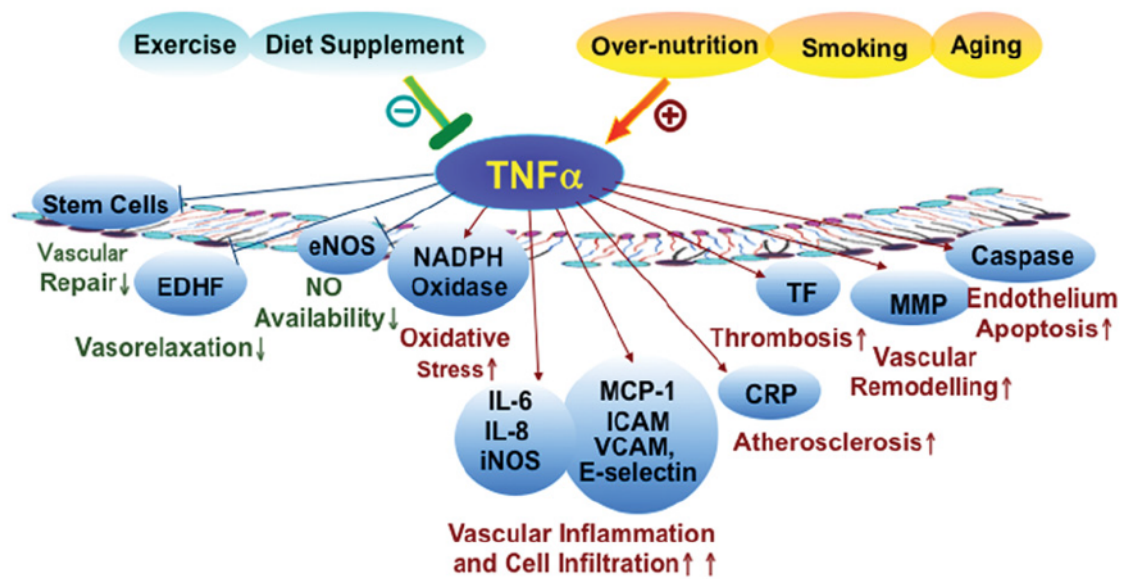 Exercise Diet Supplement Over-nutrition Smoking Aging
⊖ ⊕
TNFα
Stem Cells
Vascular
Repair↓
EDHF
Vasorelaxation↓
eNOS
NO
Availability↓
NADPH
Oxidase
Oxidative
Stress↑
IL-6
IL-8
iNOS
MCP-1
ICAM
VCAM,
E-selectin
Vascular Inflammation
and Cell Infiltration↑↑
CRP
Atherosclerosis↑
TF
Thrombosis↑
MMP
Vascular
Remodelling↑
Caspase
Endothelium
Apoptosis↑